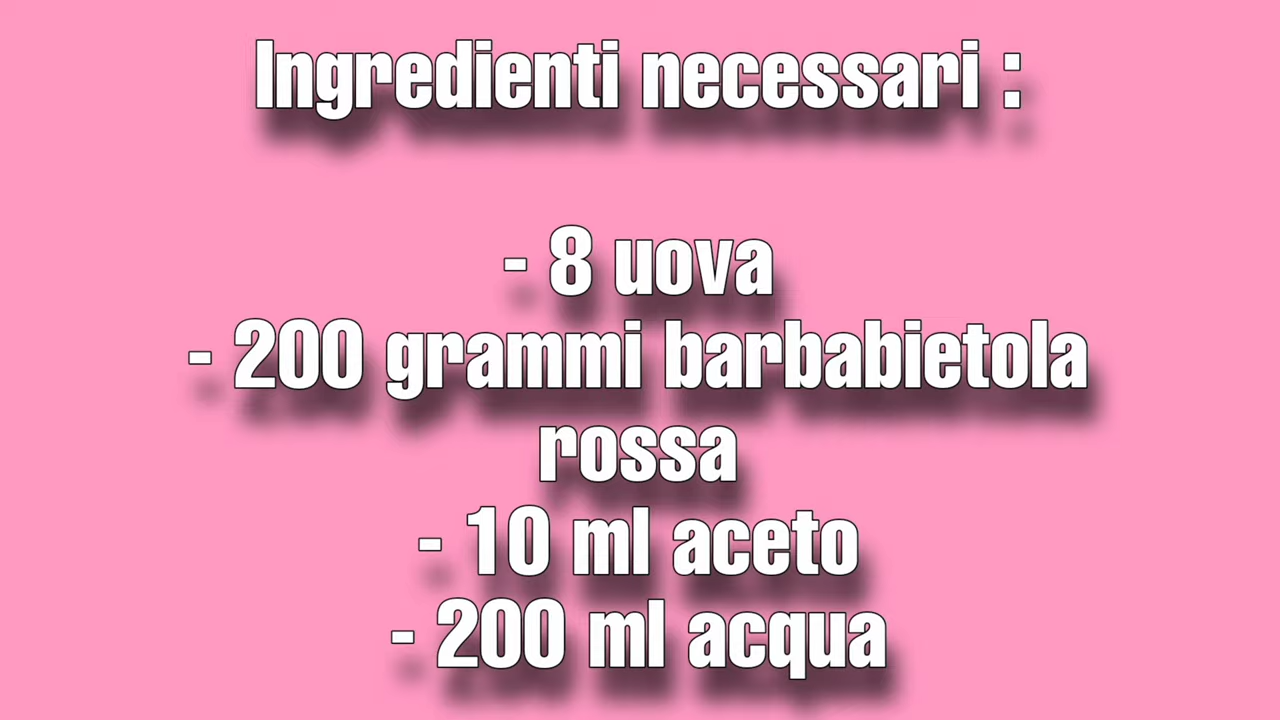 Ingredienti necessari :
- 8 uova
- 200 grammi barbabietola
rossa
- 10 ml aceto
- 200 ml acqua